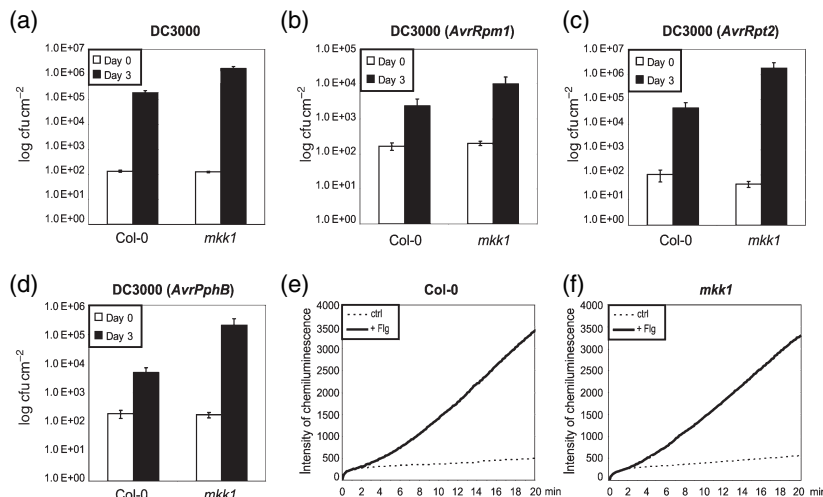 (a) DC3000
Day 0
Day 3
log cfu cm−2
1.0 E+07
1.0 E+06
1.0 E+05
1.0 E+04
1.0 E+03
1.0 E+02
1.0 E+01
1.0 E+00
Col-0 mkk1
(b) DC3000 (AvrRpm1)
Day 0
Day 3
log cfu cm−2
1.0 E+05
1.0 E+04
1.0 E+03
1.0 E+02
1.0 E+01
1.0 E+00
Col-0 mkk1
(c) DC3000 (AvrRpt2)
Day 0
Day 3
log cfu cm−2
1.0 E+07
1.0 E+06
1.0 E+05
1.0 E+04
1.0 E+03
1.0 E+02
1.0 E+01
1.0 E+00
Col-0 mkk1
(d) DC3000 (AvrPphB)
Day 0
Day 3
log cfu cm−2
1.0 E+06
1.0 E+05
1.0 E+04
1.0 E+03
1.0 E+02
1.0 E+01
1.0 E+00
Col-0 mkk1
(e) Col-0
ctrl
+ Flg
Intensity of chemiluminescence
4000
3500
3000
2500
2000
1500
1000
500
0
0 2 4 6 8 10 12 14 16 18 20 min
(f) mkk1
ctrl
+ Flg
Intensity of chemiluminescence
4000
3500
3000
2500
2000
1500
1000
500
0
0 2 4 6 8 10 12 14 16 18 20 min